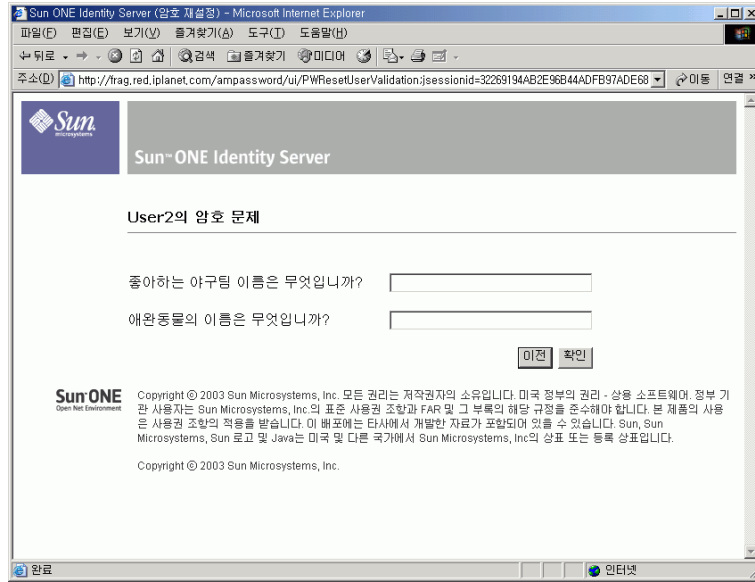 Sun ONE Identity Server (암호 재설정) - Microsoft Internet Explorer
파일(F) 편집(E) 보기(V) 즐겨찾기(A) 도구(T) 도움말(H)
뒤로 검색 즐겨찾기 미디어
주소(D) http://frag.red.iplanet.com/ampassword/ui/PWResetUserValidation;jsessionid=32269194AB2E96B44ADFB97ADE68 이동 연결 »
Sun
microsystems
Sun™ ONE Identity Server
User2의 암호 문제
좋아하는 야구팀 이름은 무엇입니까?
애완동물의 이름은 무엇입니까?
이전 확인
Sun ONE
Open Net Environment
Copyright © 2003 Sun Microsystems, Inc. 모든 권리는 저작권자의 소유입니다. 미국 정부의 권리 - 상용 소프트웨어. 정부 기
관 사용자는 Sun Microsystems, Inc.의 표준 사용권 조항과 FAR 및 그 부록의 해당 규정을 준수해야 합니다. 본 제품의 사용
은 사용권 조항의 적용을 받습니다. 이 배포에는 타사에서 개발한 자료가 포함되어 있을 수 있습니다. Sun, Sun
Microsystems, Sun 로고 및 Java는 미국 및 다른 국가에서 Sun Microsystems, Inc의 상표 또는 등록 상표입니다.
Copyright © 2003 Sun Microsystems, Inc.
완료 인터넷